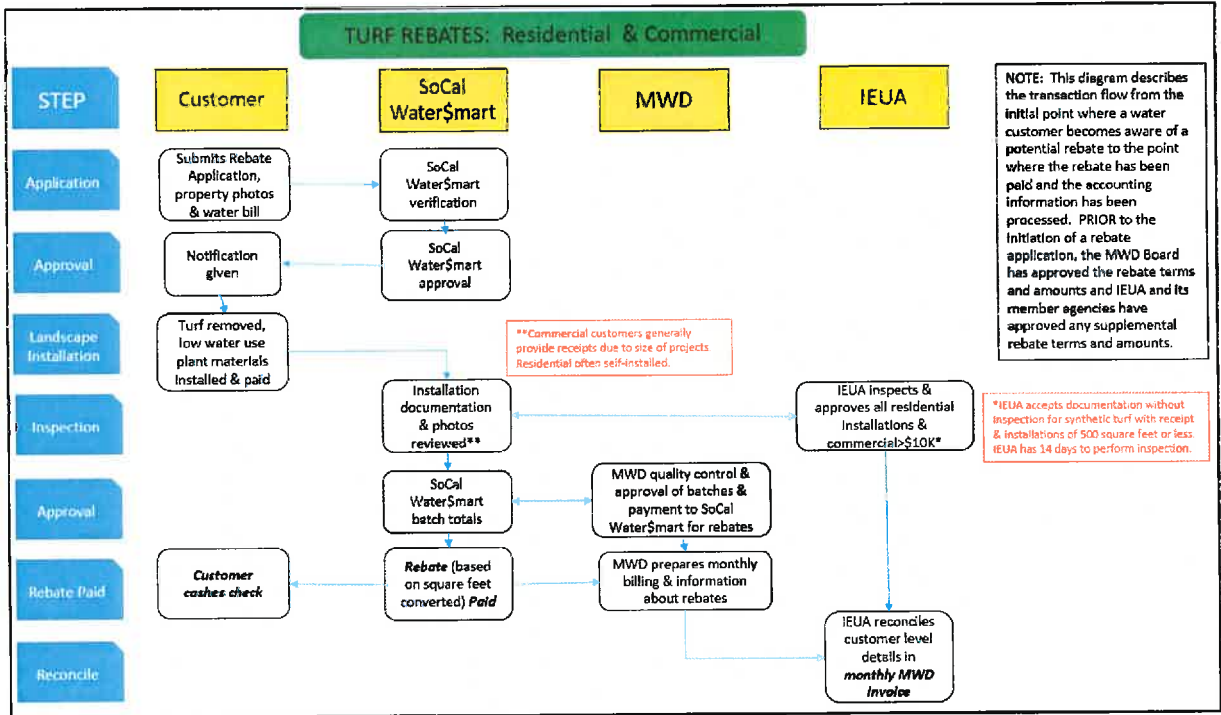 TURF REBATES: Residential & Commercial
STEP
Customer
SoCal
Water$mart
MWD
IEUA
NOTE: This diagram describes
the transaction flow from the
initial point where a water
customer becomes aware of a
potential rebate to the point
where the rebate has been
paid and the accounting
information has been
processed. PRIOR to the
initiation of a rebate
application, the MWD Board
has approved the rebate terms
and amounts and IEUA and its
member agencies have
approved any supplemental
rebate terms and amounts.
Application
Submits Rebate
Application,
property photos
& water bill
SoCal
Water$mart
verification
Approval
Notification
given
SoCal
Water$mart
approval
Landscape
Installation
Turf removed,
low water use
plant materials
Installed & paid
**Commercial customers generally
provide receipts due to size of projects.
Residential often self-installed.
Inspection
Installation
documentation
& photos
reviewed**
IEUA inspects &
approves all residential
Installations &
commercial>$10K*
*IEUA accepts documentation without
inspection for synthetic turf with receipt
& installations of 500 square feet or less.
IEUA has 14 days to perform inspection.
Approval
SoCal
Water$mart
batch totals
MWD quality control &
approval of batches &
payment to SoCal
Water$mart for rebates
Rebate Paid
Customer
cashes check
Rebate (based
on square feet
converted) Paid
MWD prepares monthly
billing & information
about rebates
Reconcile
IEUA reconciles
customer level
details in
monthly MWD
Invoice